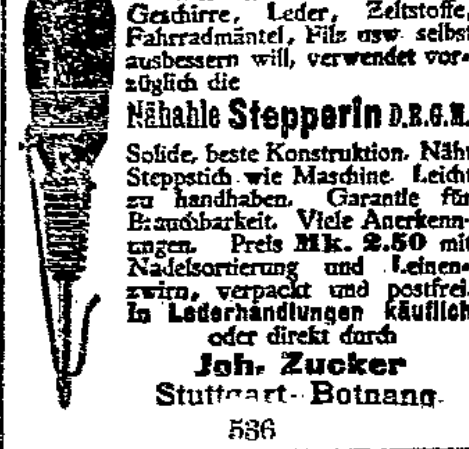 Geschirre, Leder, Zeltstoffe,
Fahrradmäntel, Filz usw. selbst
ausbessern will, verwendet vor-
züglich die
Nähahle Stepperin D.R.G.M.
Solide, beste Konstruktion. Näht
Steppstich wie Maschine. Leicht
zu handhaben. Garantie für
Brauchbarkeit. Viele Anerkenn-
ungen. Preis Mk. 2.50 mit
Nadelsortierung und Leinen-
zwirn, verpackt und postfrei.
In Lederhandlungen käuflich
oder direkt durch
Joh. Zucker
Stuttgart-Botnang.
536